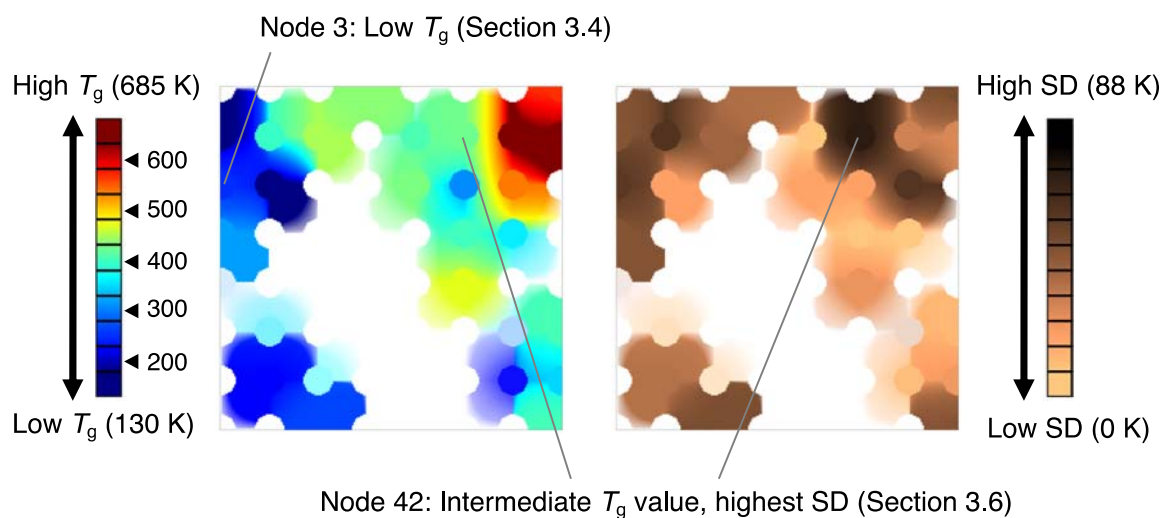 Node 3: Low Tg (Section 3.4)
High Tg (685 K)
600
500
400
300
200
Low Tg (130 K)
High SD (88 K)
Low SD (0 K)
Node 42: Intermediate Tg value, highest SD (Section 3.6)